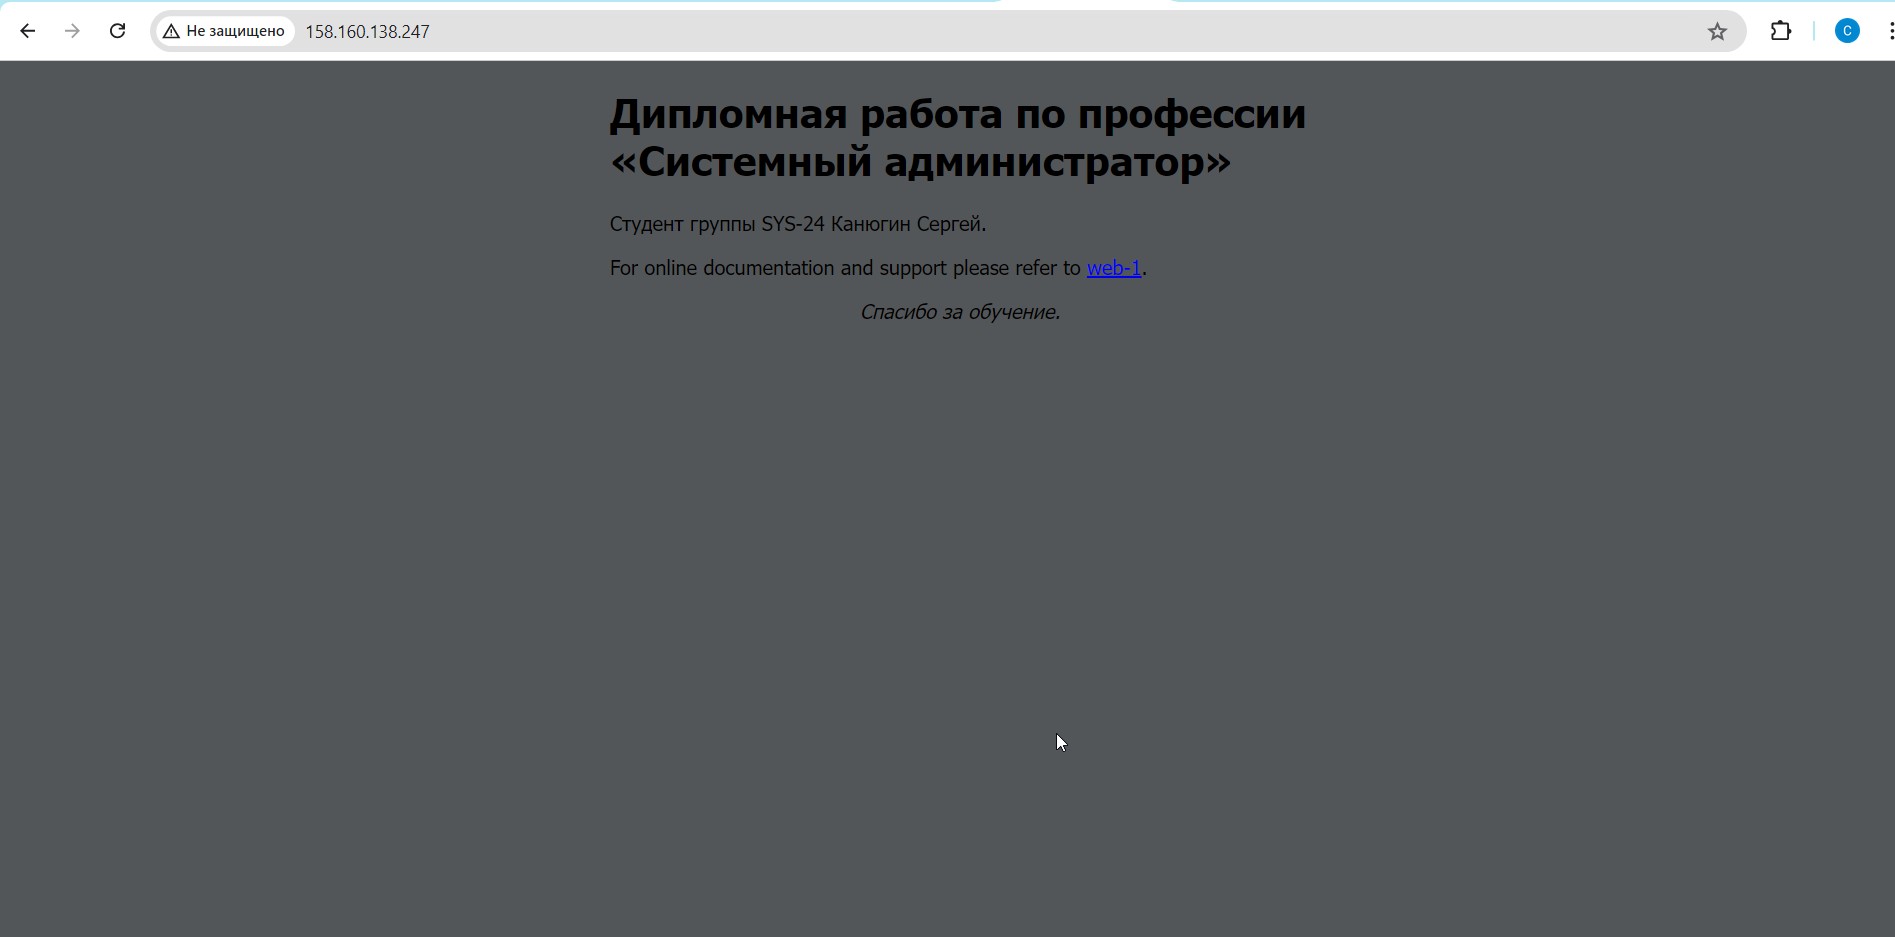 Не защищено 158.160.138.247
C
Дипломная работа по профессии
«Системный администратор»
Студент группы SYS-24 Канюгин Сергей.
For online documentation and support please refer to web-1.
Спасибо за обучение.